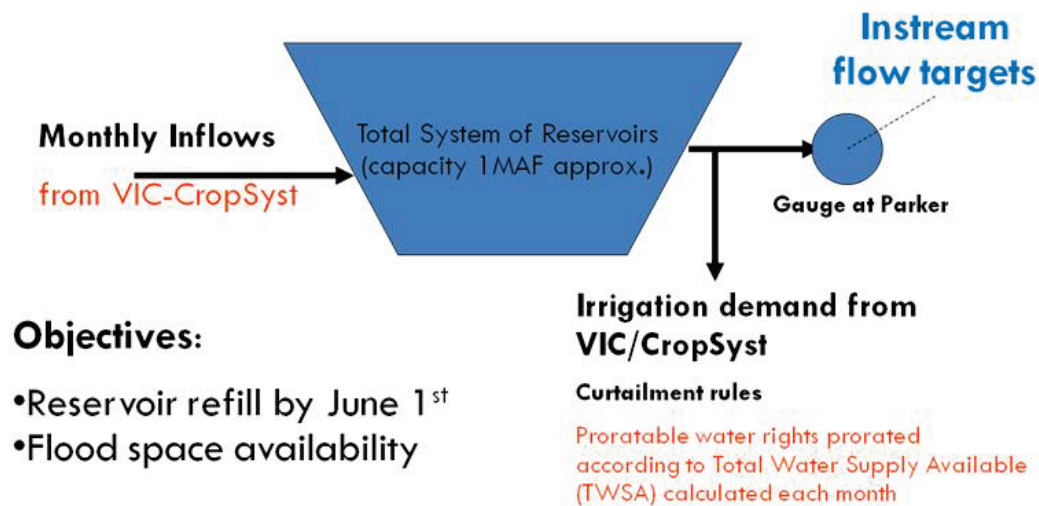 Instream
flow targets
Monthly Inflows
from VIC-CropSyst
Total System of Reservoirs
(capacity 1MAF approx.)
Gauge at Parker
Objectives:
•Reservoir refill by June 1st
•Flood space availability
Irrigation demand from
VIC/CropSyst
Curtailment rules
Proratable water rights prorated
according to Total Water Supply Available
(TWSA) calculated each month